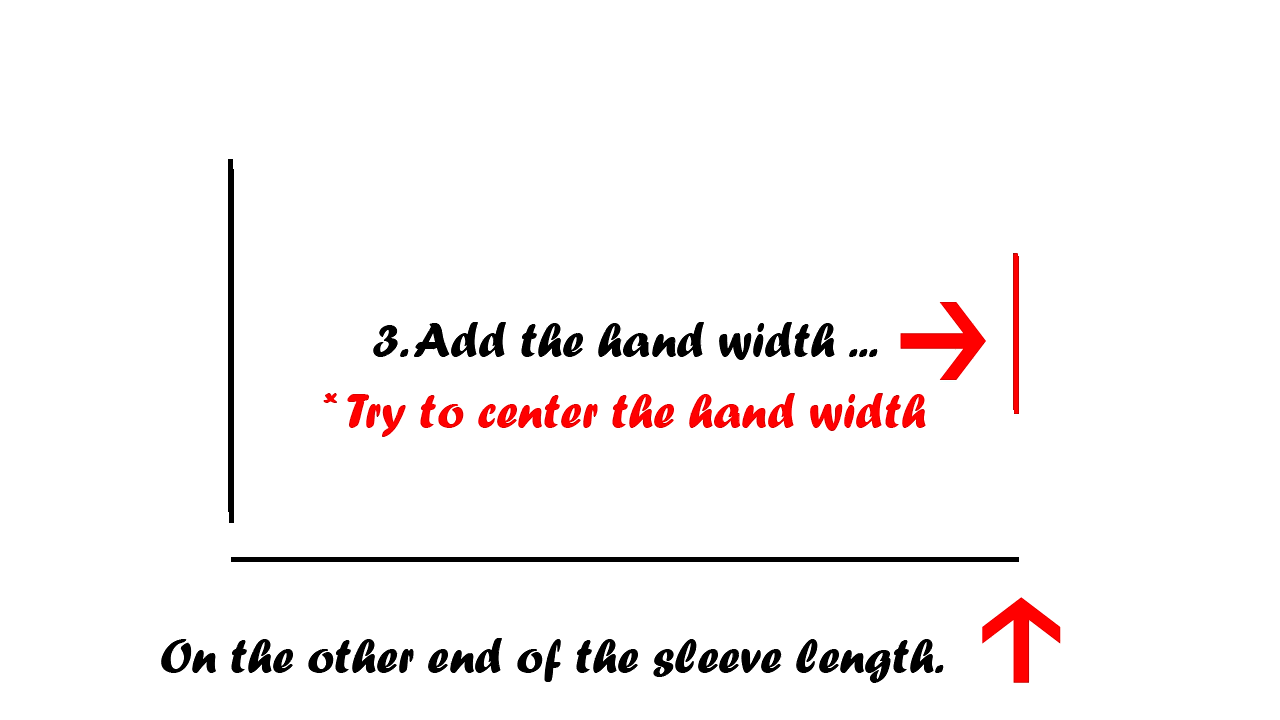 3. Add the hand width ...
* Try to center the hand width
On the other end of the sleeve length.